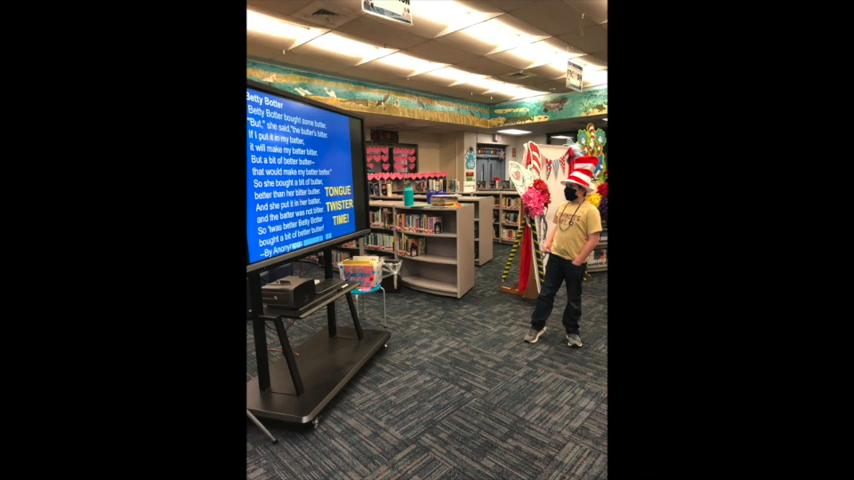 Betty Botter
Betty Botter bought some butter,
"But," she said,"the butter's bitter.
If I put it in my batter,
it will make my batter bitter.
But a bit of better butter--
that would make my batter better."
So she bought a bit of butter,
better than her bitter butter.
And she put it in her batter,
and the batter was not bitter.
So 'twas better Betty Botter
bought a bit of better butter!
--By Anonymous
TONGUE
TWISTER
TIME!